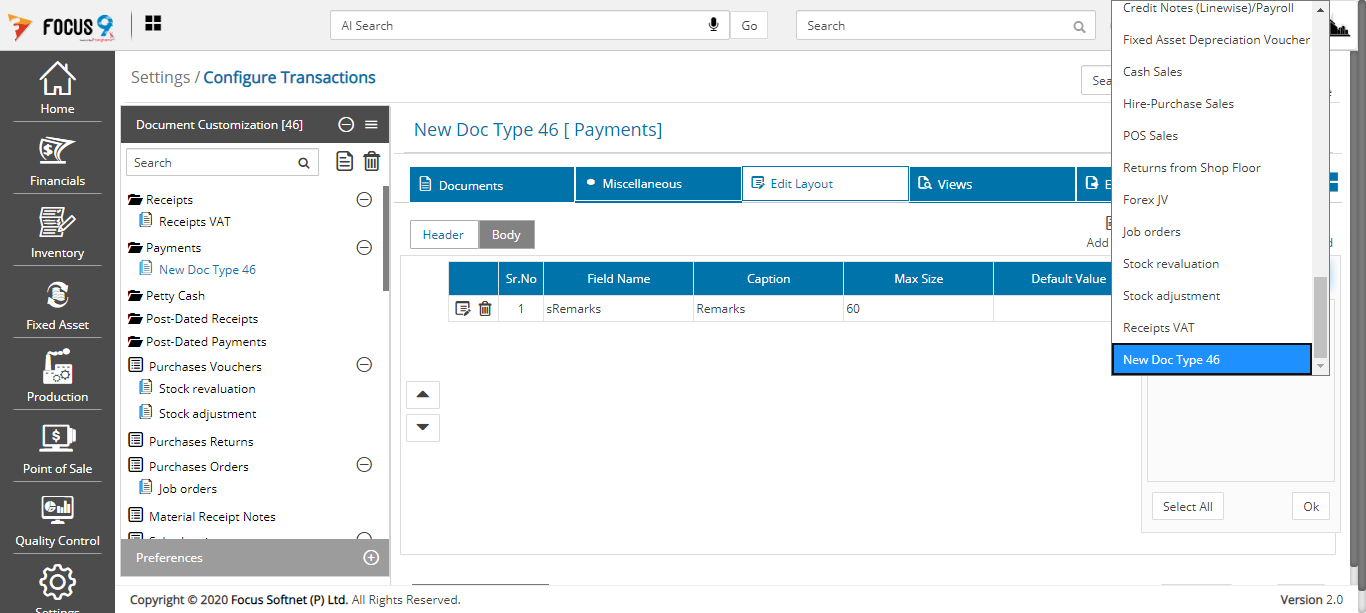 FOCUS 9
AI Search
Go
Search
Settings / Configure Transactions
Sea
Home
Financials
Inventory
Fixed Asset
Production
Point of Sale
Quality Control
Settings
Document Customization [46]
Search
Receipts
Receipts VAT
Payments
New Doc Type 46
Petty Cash
Post-Dated Receipts
Post-Dated Payments
Purchases Vouchers
Stock revaluation
Stock adjustment
Purchases Returns
Purchases Orders
Job orders
Material Receipt Notes
Preferences
New Doc Type 46 [ Payments]
Documents
Miscellaneous
Edit Layout
Views
E
Header
Body
Add
Sr.No Field Name Caption Max Size Default Value
1 sRemarks Remarks 60
Credit Notes (Linewise)/Payroll
Fixed Asset Depreciation Voucher
Cash Sales
Hire-Purchase Sales
POS Sales
Returns from Shop Floor
Forex JV
Job orders
Stock revaluation
Stock adjustment
Receipts VAT
New Doc Type 46
Select All
Ok
Copyright © 2020 Focus Softnet (P) Ltd. All Rights Reserved.
Version 2.0